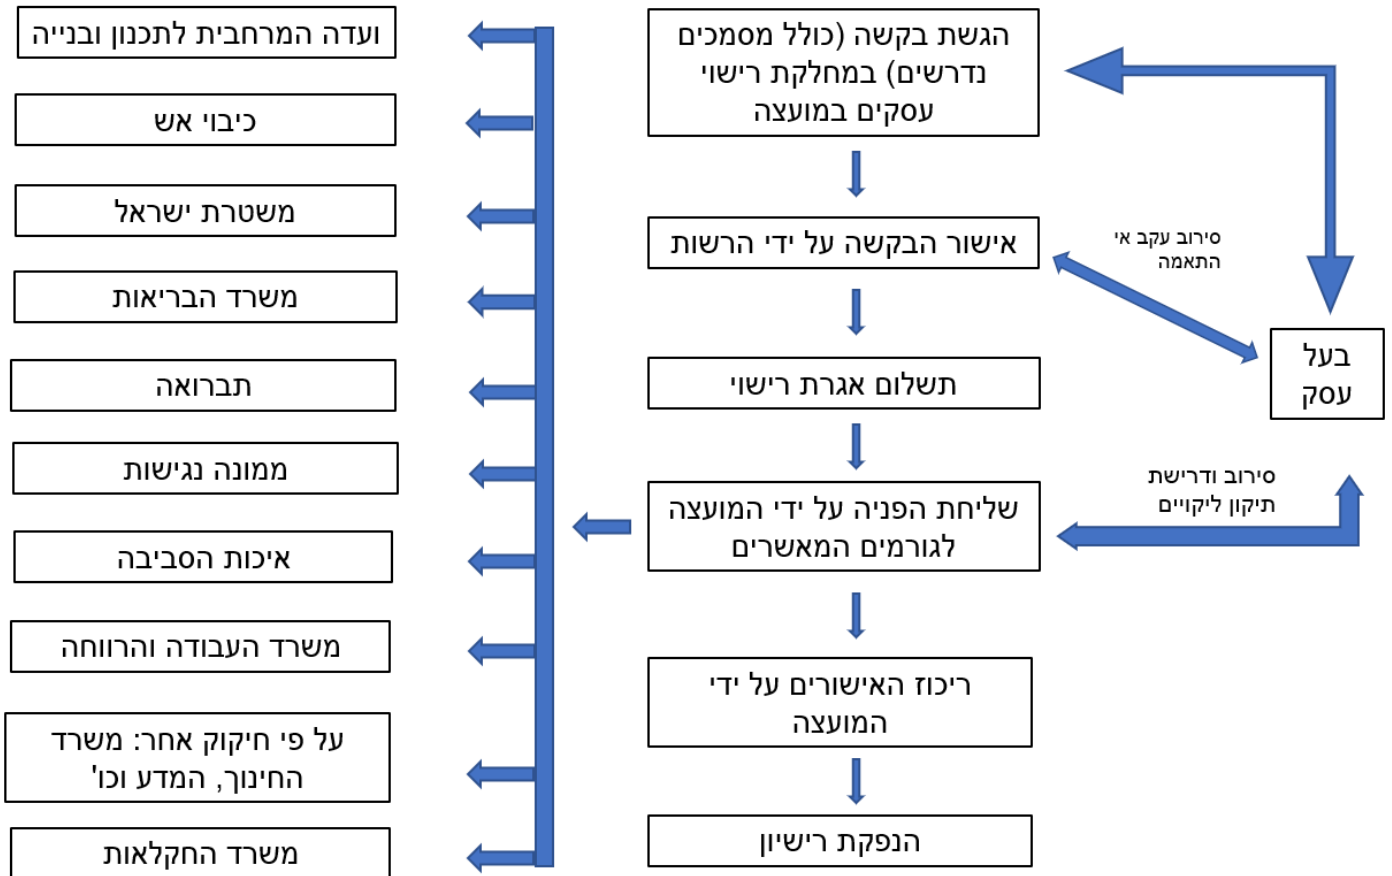 הגשת בקשה (כולל מסמכים
נדרשים) במחלקת רישוי
עסקים במועצה
אישור הבקשה על ידי הרשות
תשלום אגרת רישוי
שליחת הפניה על ידי המועצה
לגורמים המאשרים
ריכוז האישורים על ידי
המועצה
הנפקת רישיון
סירוב עקב אי
התאמה
בעל
עסק
סירוב ודרישת
תיקון ליקויים
ועדה המרחבית לתכנון ובנייה
כיבוי אש
משטרת ישראל
משרד הבריאות
תברואה
ממונה נגישות
איכות הסביבה
משרד העבודה והרווחה
על פי חיקוק אחר: משרד
החינוך, המדע וכו'
משרד החקלאות